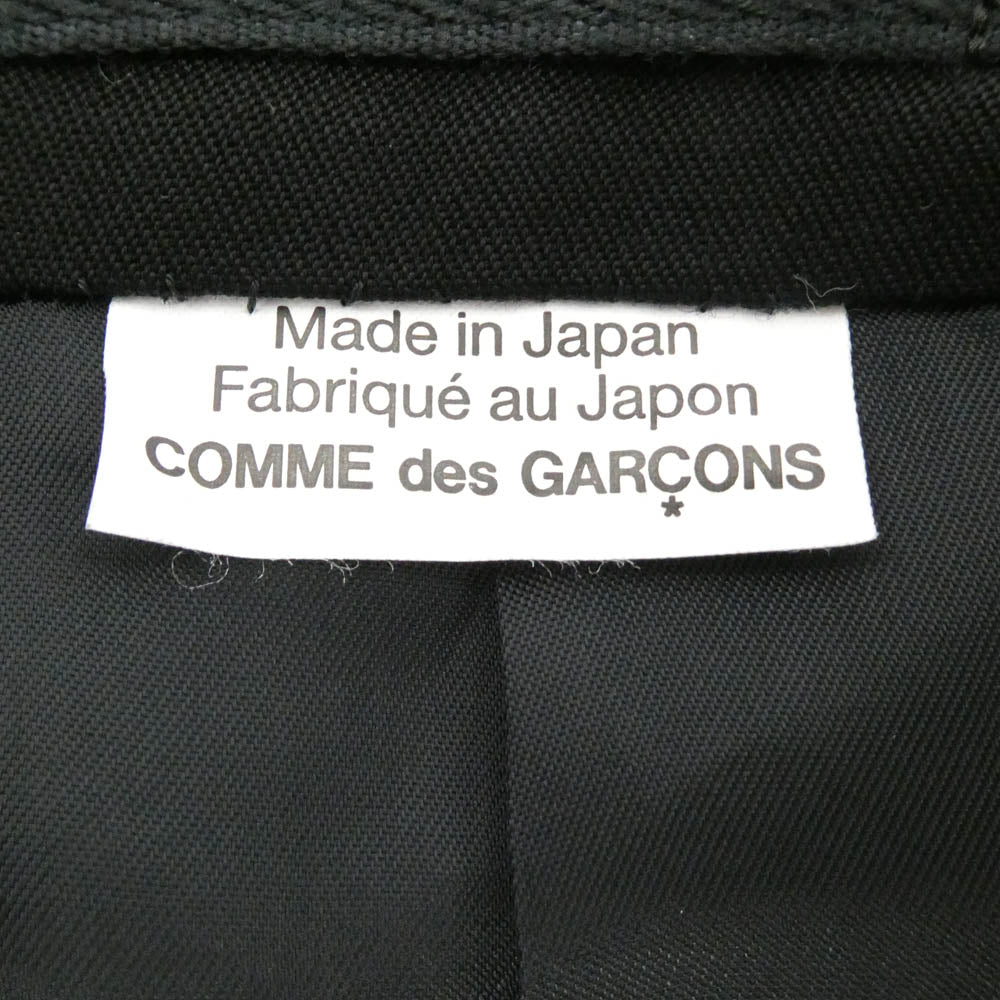 Made in Japan
Fabriqué au Japon
COMME des GARÇONS
*